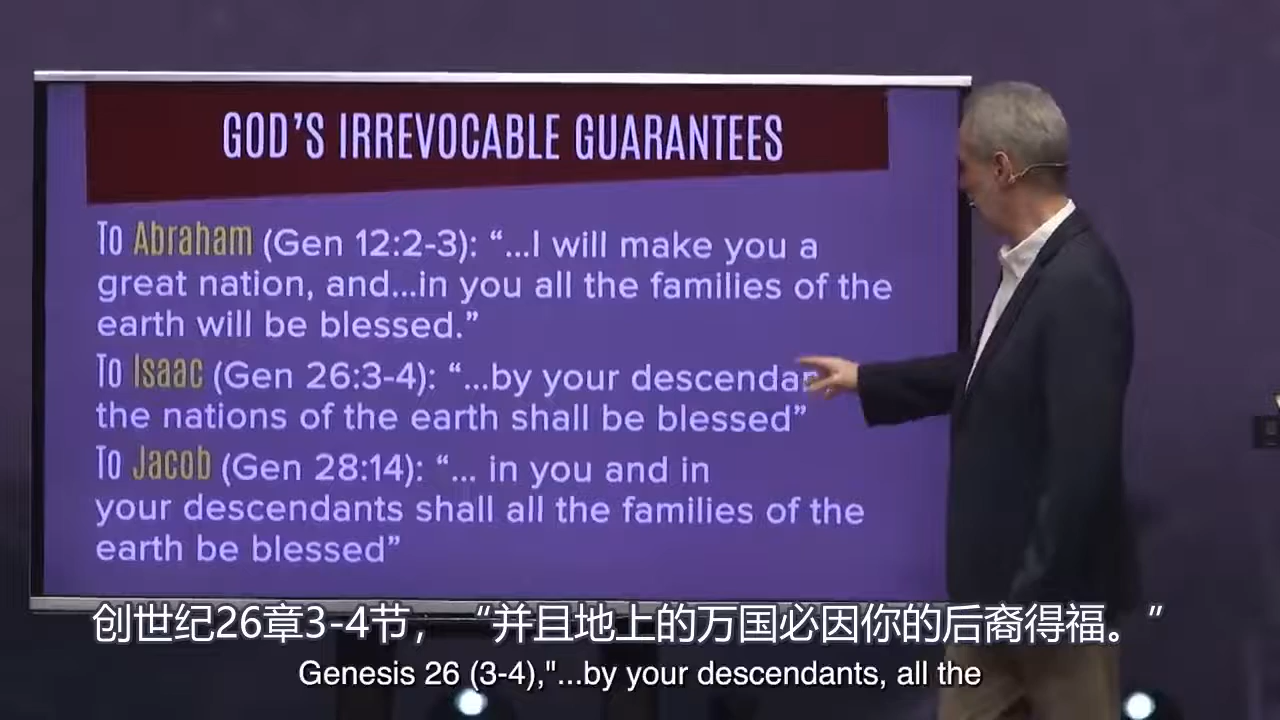 GOD'S IRREVOCABLE GUARANTEES
To Abraham (Gen 12:2-3): “...I will make you a
great nation, and...in you all the families of the
earth will be blessed.”
To Isaac (Gen 26:3-4): “...by your
the nations of the earth shall be blessed”
To Jacob (Gen 28:14): “... in you and in
your descendants shall all the families of the
earth be blessed”
创世纪26章3-4节，“并且地上的万国必因你的后裔得福。”
Genesis 26 (3-4),"...by your descendants, all the